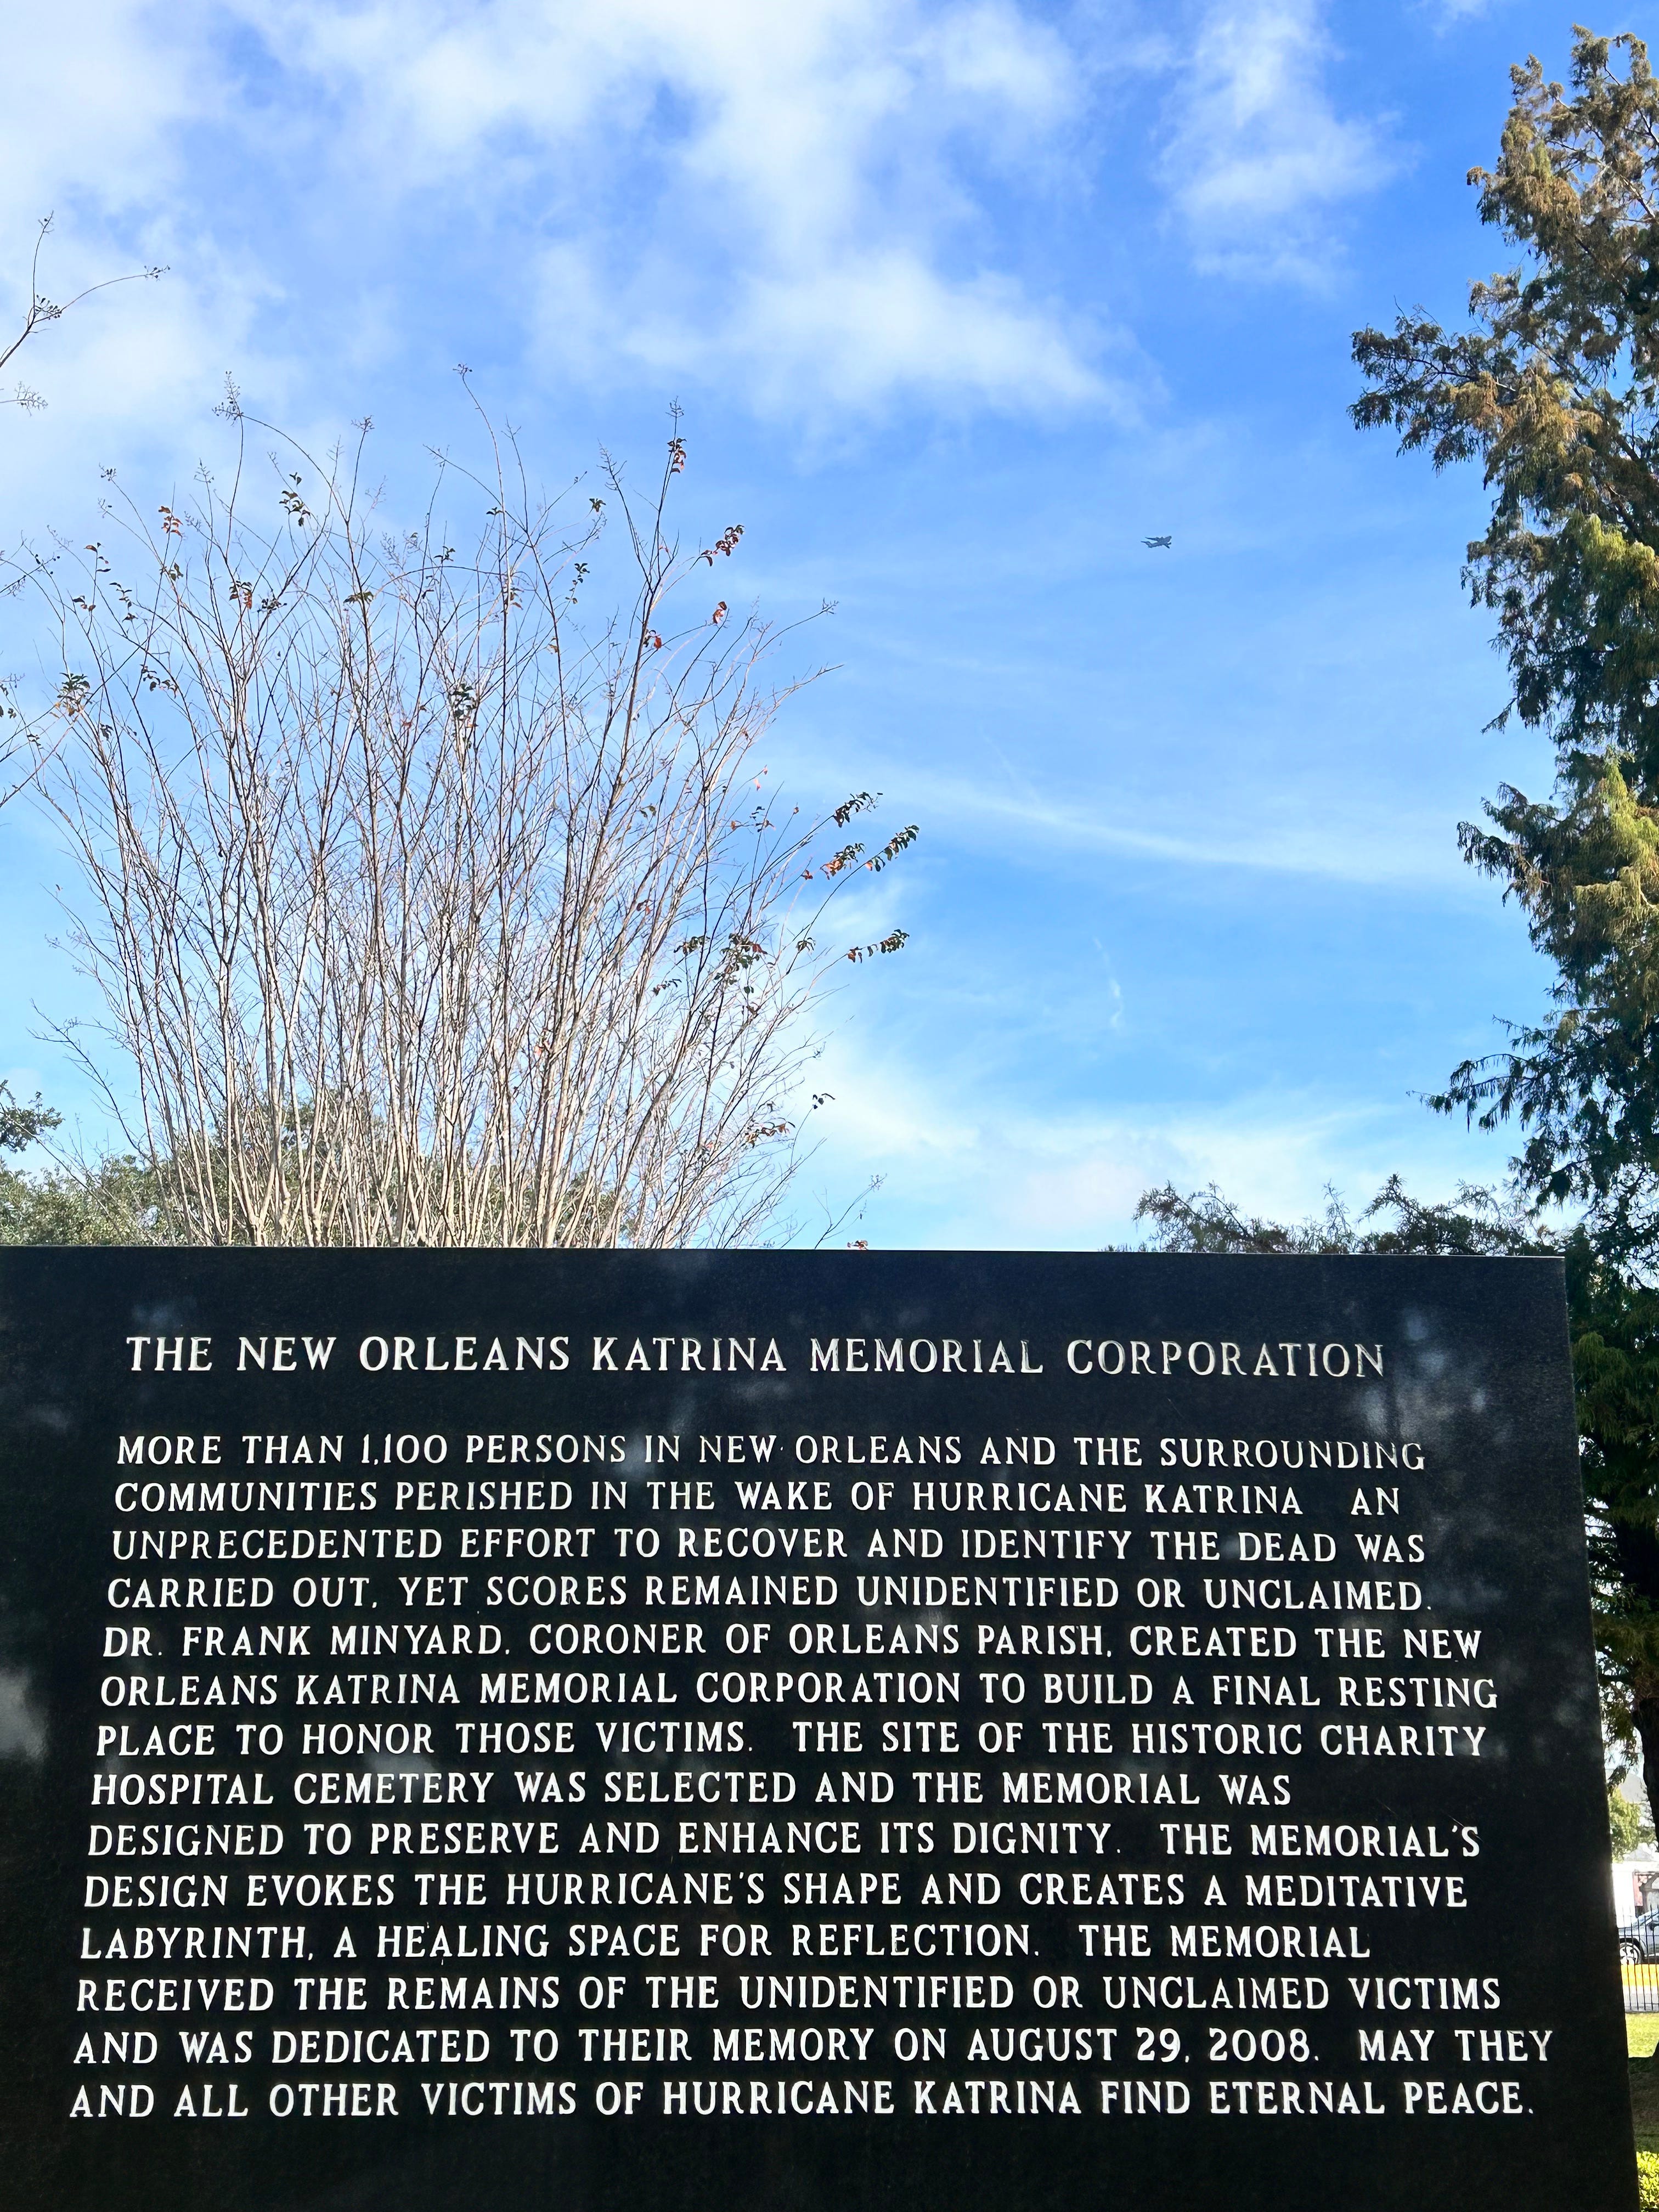 THE NEW ORLEANS KATRINA MEMORIAL CORPORATION
MORE THAN 1,100 PERSONS IN NEW ORLEANS AND THE SURROUNDING
COMMUNITIES PERISHED IN THE WAKE OF HURRICANE KATRINA AN
UNPRECEDENTED EFFORT TO RECOVER AND IDENTIFY THE DEAD WAS
CARRIED OUT, YET SCORES REMAINED UNIDENTIFIED OR UNCLAIMED.
DR. FRANK MINYARD, CORONER OF ORLEANS PARISH, CREATED THE NEW
ORLEANS KATRINA MEMORIAL CORPORATION TO BUILD A FINAL RESTING
PLACE TO HONOR THOSE VICTIMS. THE SITE OF THE HISTORIC CHARITY
HOSPITAL CEMETERY WAS SELECTED AND THE MEMORIAL WAS
DESIGNED TO PRESERVE AND ENHANCE ITS DIGNITY. THE MEMORIAL'S
DESIGN EVOKES THE HURRICANE'S SHAPE AND CREATES A MEDITATIVE
LABYRINTH, A HEALING SPACE FOR REFLECTION. THE MEMORIAL
RECEIVED THE REMAINS OF THE UNIDENTIFIED OR UNCLAIMED VICTIMS
AND WAS DEDICATED TO THEIR MEMORY ON AUGUST 29, 2008. MAY THEY
AND ALL OTHER VICTIMS OF HURRICANE KATRINA FIND ETERNAL PEACE.